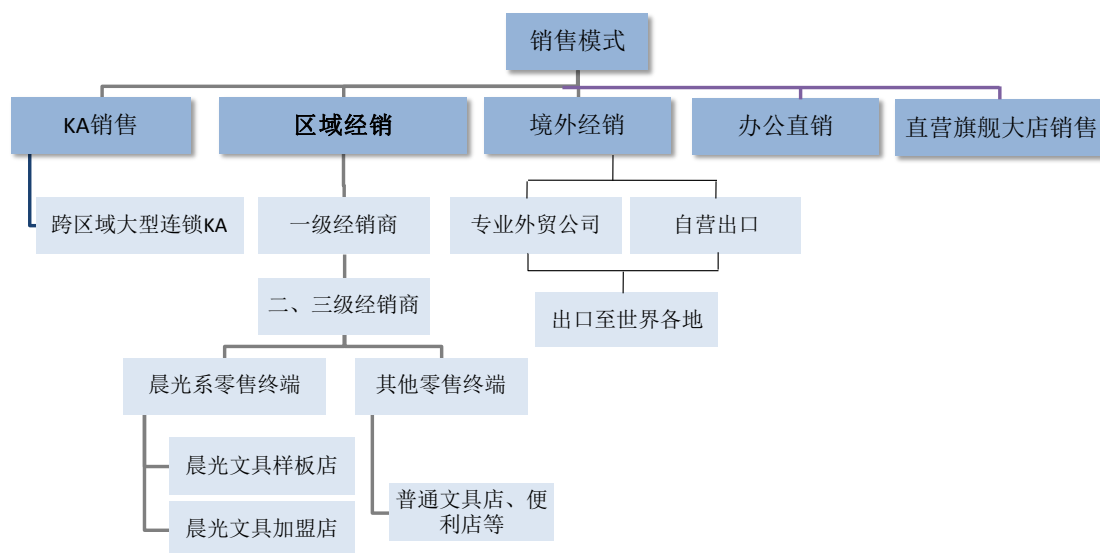 销售模式
KA销售
区域经销
境外经销
办公直销
直营旗舰大店销售
跨区域大型连锁KA
一级经销商
专业外贸公司
自营出口
二、三级经销商
出口至世界各地
晨光系零售终端
其他零售终端
晨光文具样板店
普通文具店、便
利店等
晨光文具加盟店